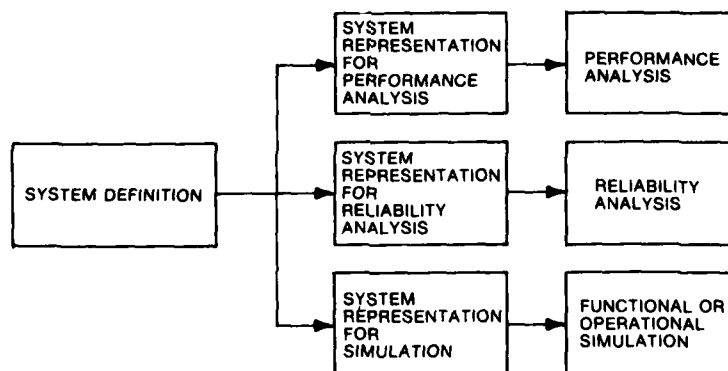 SYSTEM DEFINITION
SYSTEM
REPRESENTATION
FOR
PERFORMANCE
ANALYSIS
PERFORMANCE
ANALYSIS
SYSTEM
REPRESENTATION
FOR
RELIABILITY
ANALYSIS
RELIABILITY
ANALYSIS
SYSTEM
REPRESENTATION
FOR
SIMULATION
FUNCTIONAL OR
OPERATIONAL
SIMULATION